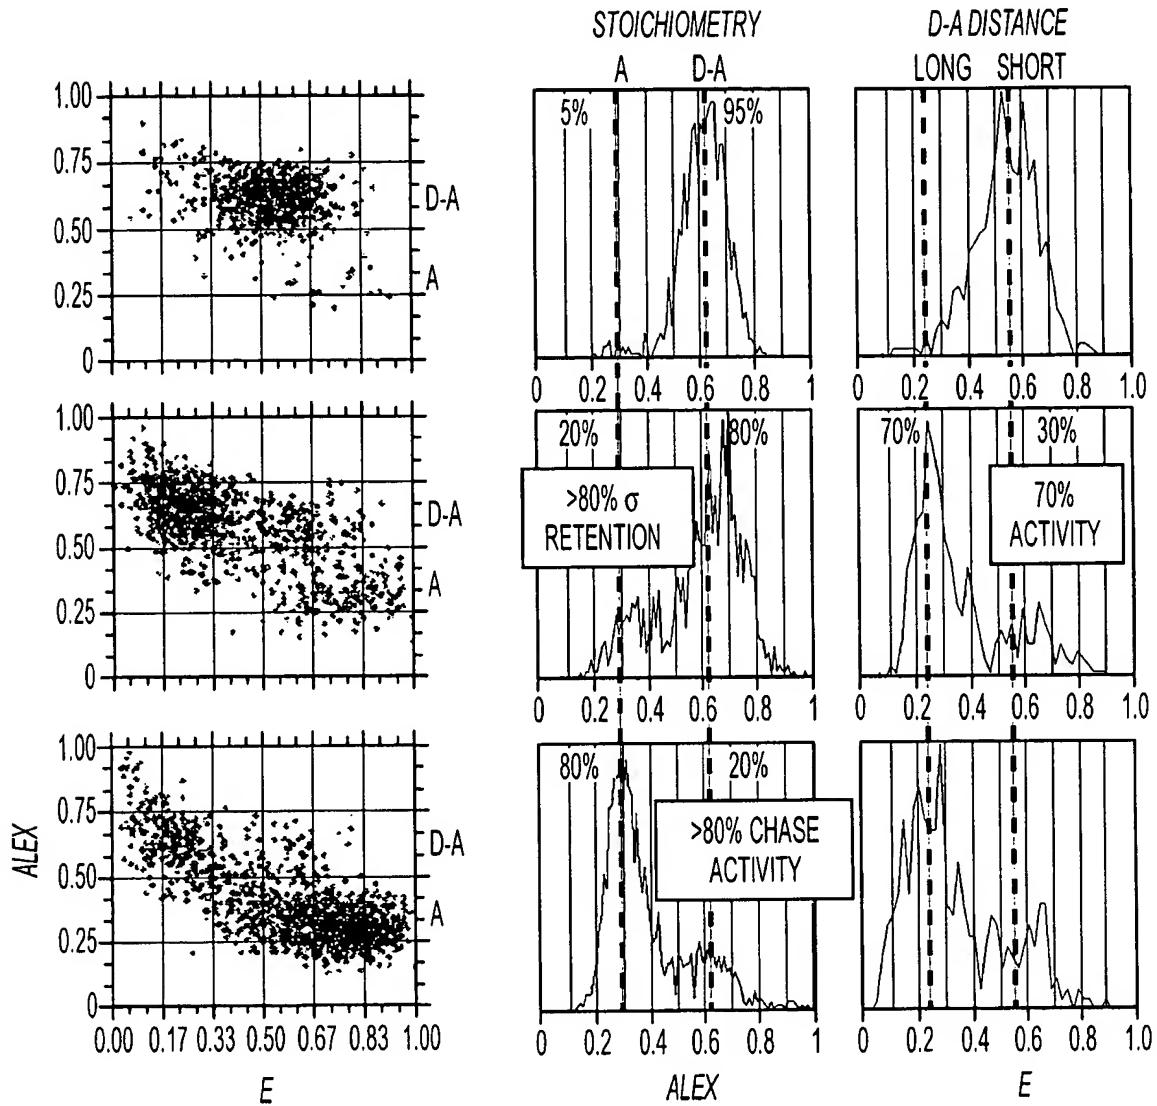 STOICHIOMETRY D-A DISTANCE
A D-A LONG SHORT
1.00
0.75
0.50
0.25
0
D-A
A
5% 95%
0 0.2 0.4 0.6 0.8 1
0 0.2 0.4 0.6 0.8 1.0
1.00
0.75
0.50
0.25
0
D-A
A
20% 80%
>80% σ
RETENTION
70% 30%
70%
ACTIVITY
0 0.2 0.4 0.6 0.8 1
0 0.2 0.4 0.6 0.8 1.0
ALEX
1.00
0.75
0.50
0.25
0
D-A
A
80% 20%
>80% CHASE
ACTIVITY
0.00 0.17 0.33 0.50 0.67 0.83 1.00
0 0.2 0.4 0.6 0.8 1
0 0.2 0.4 0.6 0.8 1.0
E ALEX E